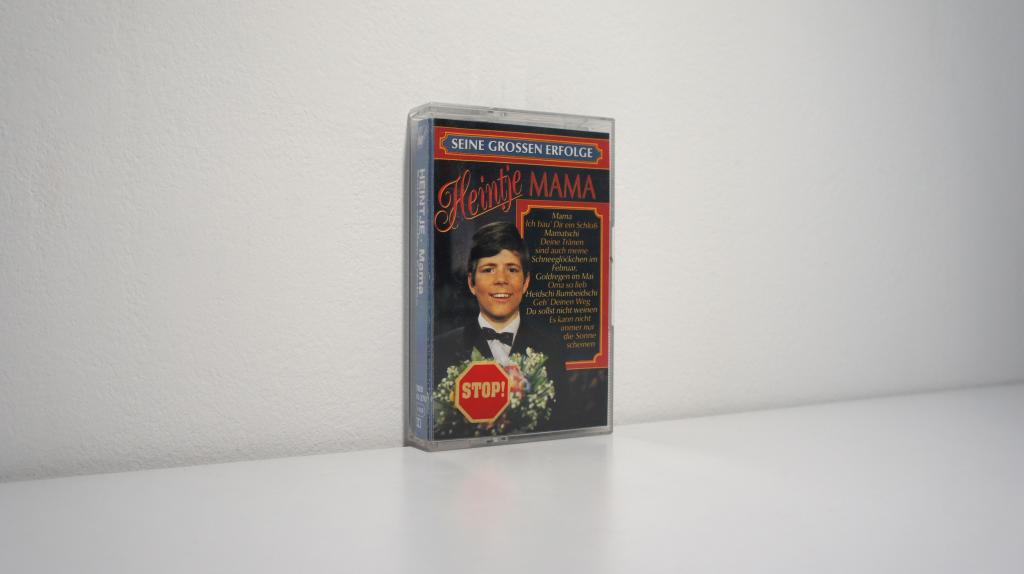 SEINE GROSSEN ERFOLGE
Heintje MAMA
Mama
Ich bau' Dir ein Schloß
Mamatschi
Deine Tränen
sind auch meine
Schneeglöckchen im
Februar,
Goldregen im Mai
Oma so lieb
Heidschi Bumbeidschi
Geh' Deinen Weg
Du sollst nicht weinen
Es kann nicht
immer nur
die Sonne
scheinen
STOP!
HEINTJE · Mama